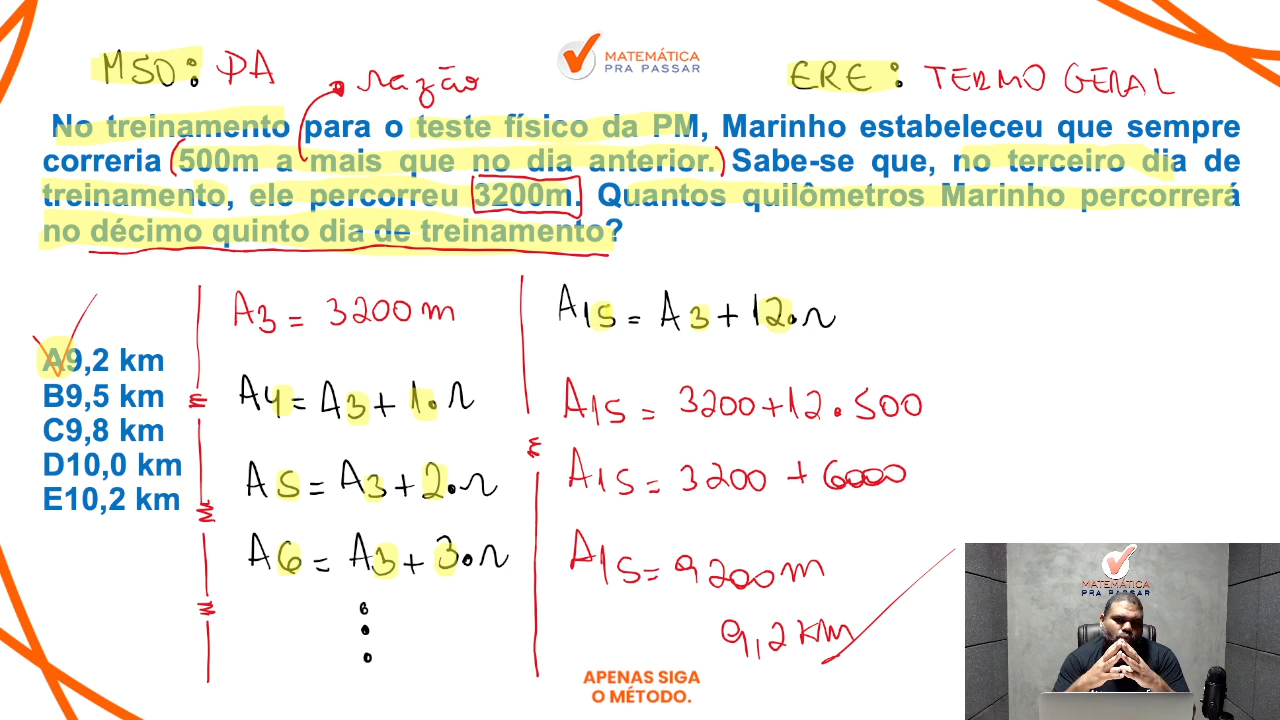 M50: PA
MATEMÁTICA
PRA PASSAR
ERE: TERMO GERAL
razão
No treinamento para o teste físico da PM, Marinho estabeleceu que sempre
correria (500m a mais que no dia anterior.) Sabe-se que, no terceiro dia de
treinamento, ele percorreu 3200m. Quantos quilômetros Marinho percorrerá
no décimo quinto dia de treinamento?
A9,2 km
B9,5 km
C9,8 km
D10,0 km
E10,2 km
A3 = 3200m
A4 = A3 + 1.r
A5 = A3 + 2.r
A6 = A3 + 3.r
A15 = A3 + 12.r
A15 = 3200 + 12.500
A15 = 3200 + 6000
A15 = 9200m
9,2 km
MATEMÁTICA
PRA PASSAR
APENAS SIGA
O MÉTODO.